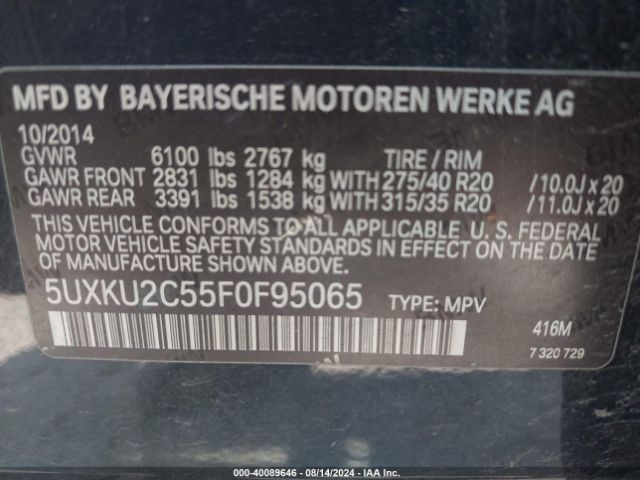 MFD BY BAYERISCHE MOTOREN WERKE AG
10/2014
GVWR 6100 lbs 2767 kg TIRE / RIM
GAWR FRONT 2831 lbs 1284 kg WITH 275/40 R20 /10.0J x 20
GAWR REAR 3391 lbs 1538 kg WITH 315/35 R20 /11.0J x 20
THIS VEHICLE CONFORMS TO ALL APPLICABLE U. S. FEDERAL
MOTOR VEHICLE SAFETY STANDARDS IN EFFECT ON THE DATE
OF MANUFACTURE SHOWN ABOVE.
5UXKU2C55F0F95065 TYPE: MPV
416M
7 320 729
000-40089646 - 08/14/2024 - IAA Inc.